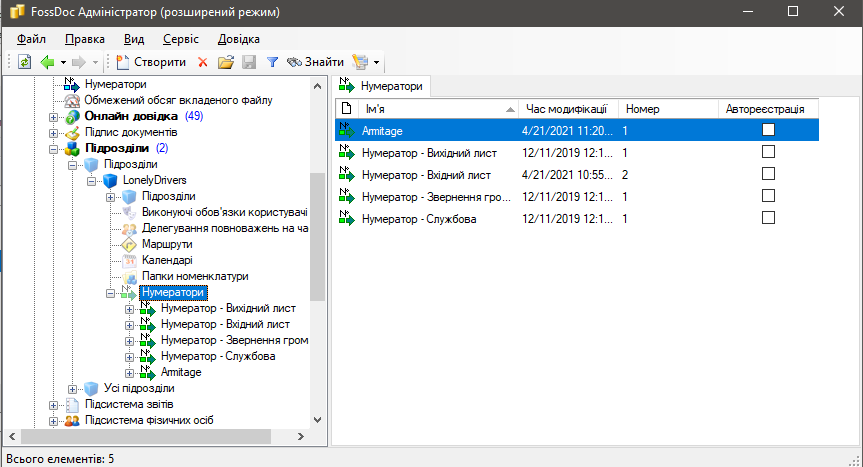 FossDoc Адміністратор (розширений режим)
Файл Правка Вид Сервіс Довідка
Створити Знайти
Нумератори
Обмежений обсяг вкладеного файлу
Онлайн довідка (49)
Підпис документів
Підрозділи (2)
Підрозділи
LonelyDrivers
Підрозділи
Виконуючі обов'язки користувачі
Делегування повноважень на ча
Маршрути
Календарі
Папки номенклатури
Нумератори
Нумератор - Вихідний лист
Нумератор - Вхідний лист
Нумератор - Звернення гром
Нумератор - Службова
Armitage
Усі підрозділи
Підсистема звітів
Підсистема фізичних осіб
Нумератори
Ім'я Час модифікації Номер Автореєстрація
Armitage 4/21/2021 11:20... 1
Нумератор - Вихідний лист 12/11/2019 12:1... 1
Нумератор - Вхідний лист 4/21/2021 10:55... 2
Нумератор - Звернення гро... 12/11/2019 12:1... 1
Нумератор - Службова 12/11/2019 12:1... 1
Всього елементів: 5